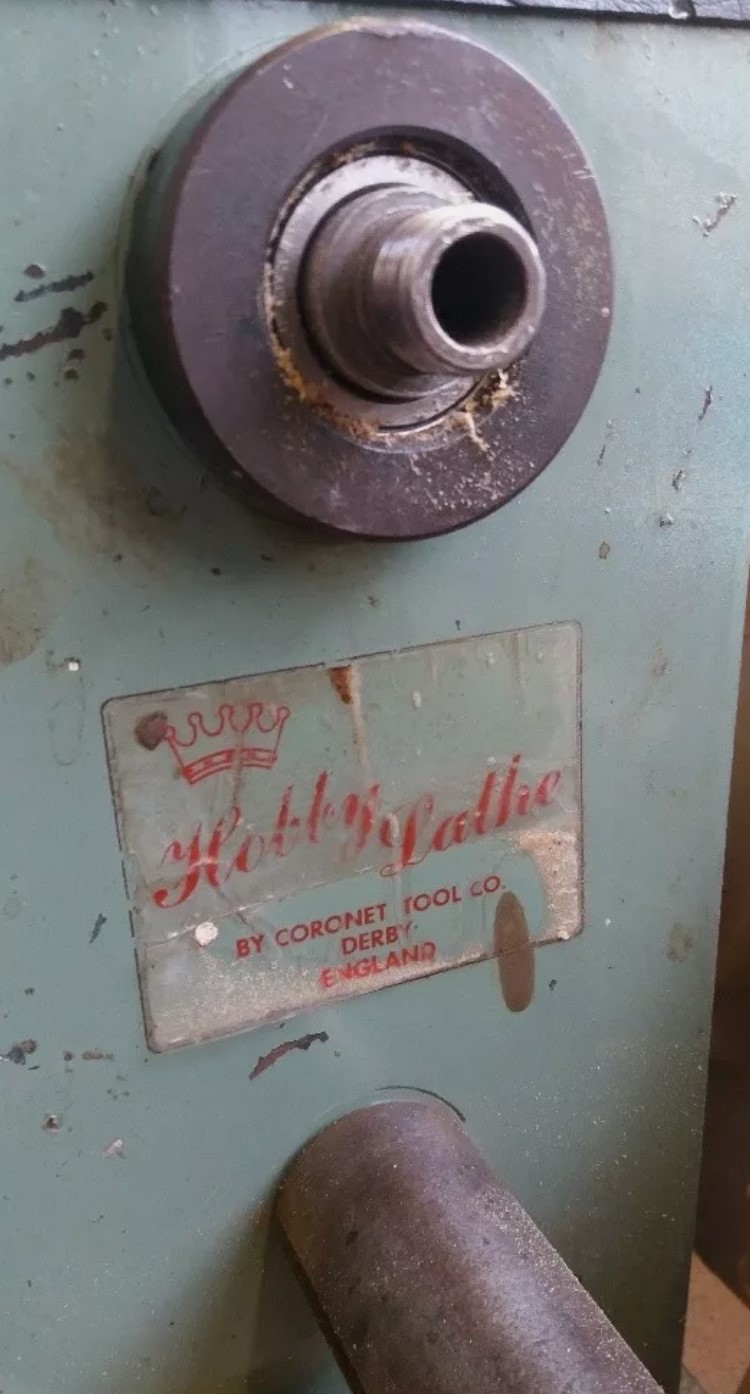 Hobby Lathe
BY CORONET TOOL CO.
DERBY.
ENGLAND